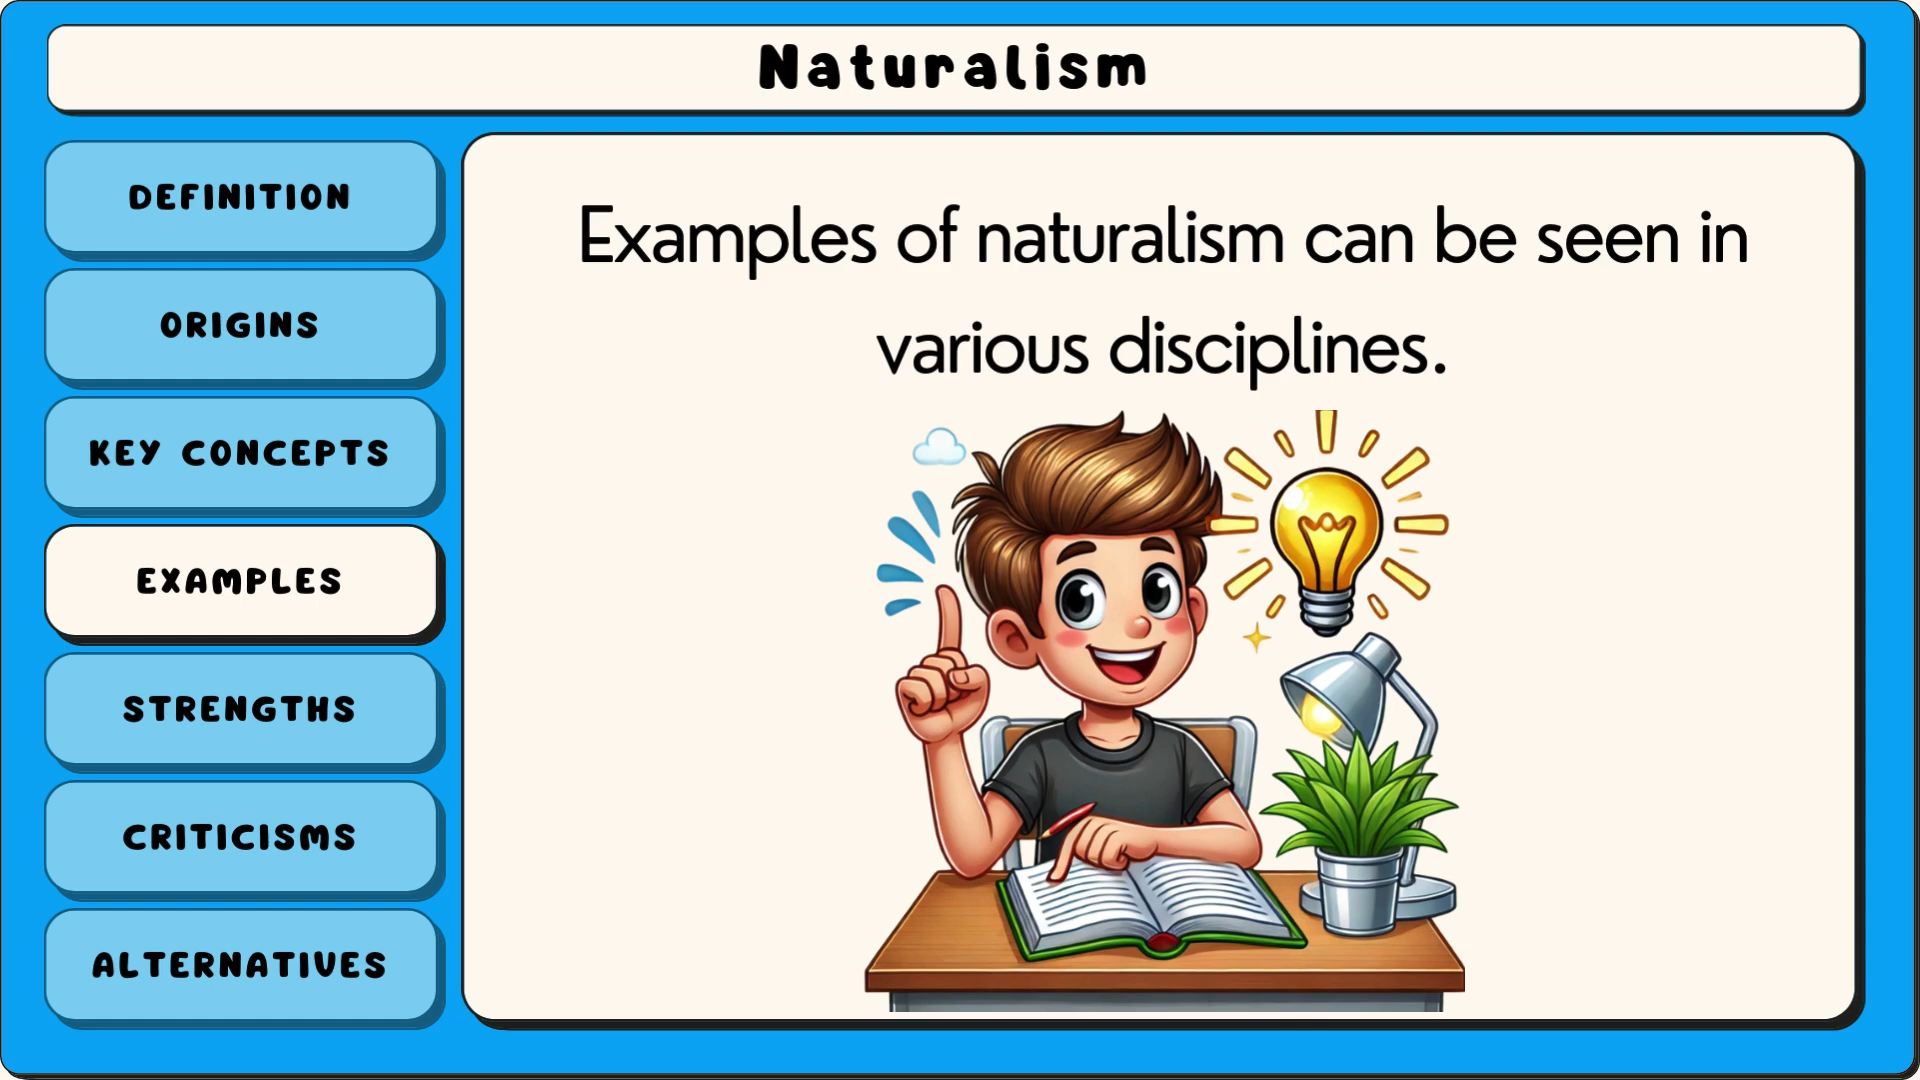 Naturalism
DEFINITION
ORIGINS
KEY CONCEPTS
EXAMPLES
STRENGTHS
CRITICISMS
ALTERNATIVES
Examples of naturalism can be seen in
various disciplines.